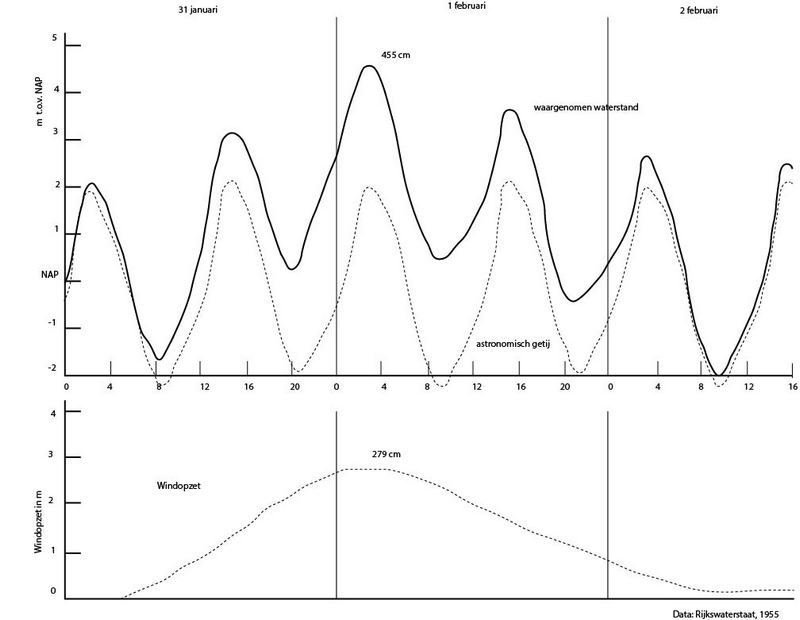 31 januari
1 februari
2 februari
m t.o.v. NAP
5
4
3
2
1
NAP
-1
-2
455 cm
waargenomen waterstand
astronomisch getij
0 4 8 12 16 20 0 4 8 12 16 20 0 4 8 12 16
Windopzet in m
4
3
2
1
0
279 cm
Windopzet
Data: Rijkswaterstaat, 1955